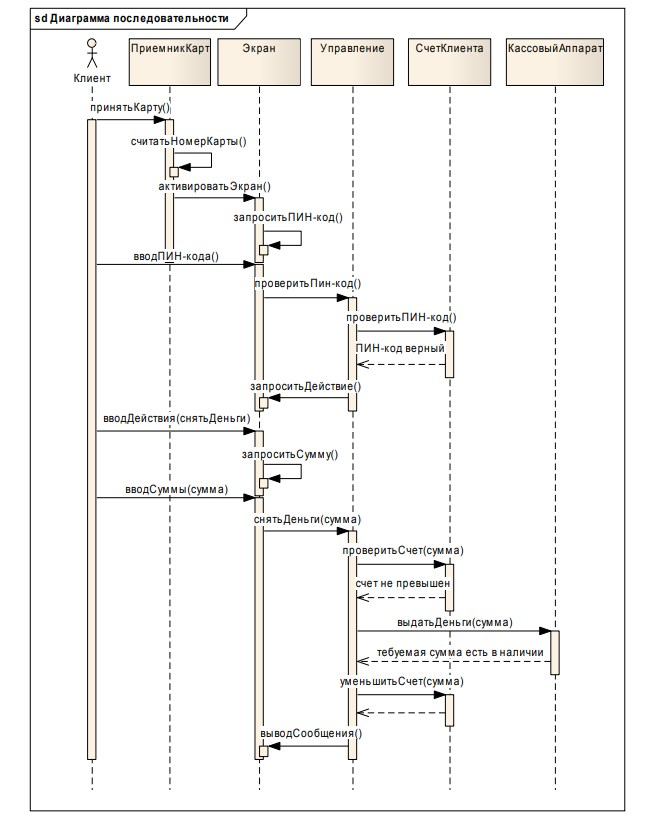 sd Диаграмма последовательности
Клиент
ПриемникКарт
Экран
Управление
СчетКлиента
КассовыйАппарат
принятьКарту()
считатьНомерКарты()
активироватьЭкран()
запроситьПИН-код()
вводПИН-кода()
проверитьПин-код()
проверитьПИН-код()
ПИН-код верный
запроситьДействие()
вводДействия(снятьДеньги)
запроситьСумму()
вводСуммы(сумма)
снятьДеньги(сумма)
проверитьСчет(сумма)
счет не превышен
выдатьДеньги(сумма)
тебуемая сумма есть в наличии
уменьшитьСчет(сумма)
выводСообщения()